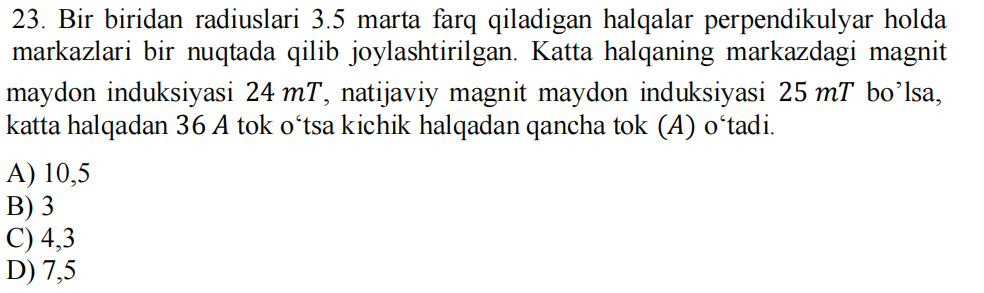 23. Bir biridan radiuslari 3.5 marta farq qiladigan halqalar perpendikulyar holda
markazlari bir nuqtada qilib joylashtirilgan. Katta halqaning markazdagi magnit
maydon induksiyasi 24 mT, natijaviy magnit maydon induksiyasi 25 mT bo’lsa,
katta halqadan 36 A tok o‘tsa kichik halqadan qancha tok (A) o‘tadi.
A) 10,5
B) 3
C) 4,3
D) 7,5